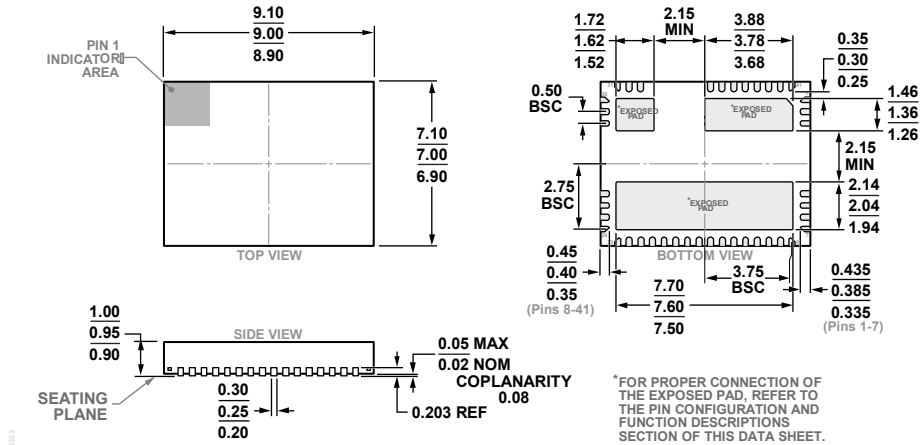 9.10
9.00
8.90
PIN 1
INDICATOR
AREA
7.10
7.00
6.90
TOP VIEW
1.72
1.62
1.52
2.15
MIN
3.88
3.78
3.68
0.35
0.30
0.25
0.50
BSC
*EXPOSED
PAD
*EXPOSED
PAD
1.46
1.36
1.26
2.15
MIN
2.75
BSC
*EXPOSED
PAD
2.14
2.04
1.94
BOTTOM VIEW
0.45
0.40
0.35
(Pins 8-41)
3.75
BSC
7.70
7.60
7.50
0.435
0.385
0.335
(Pins 1-7)
1.00
0.95
0.90
SIDE VIEW
0.05 MAX
0.02 NOM
COPLANARITY
0.08
SEATING
PLANE
0.30
0.25
0.20
0.203 REF
*FOR PROPER CONNECTION OF
THE EXPOSED PAD, REFER TO
THE PIN CONFIGURATION AND
FUNCTION DESCRIPTIONS
SECTION OF THIS DATA SHEET.